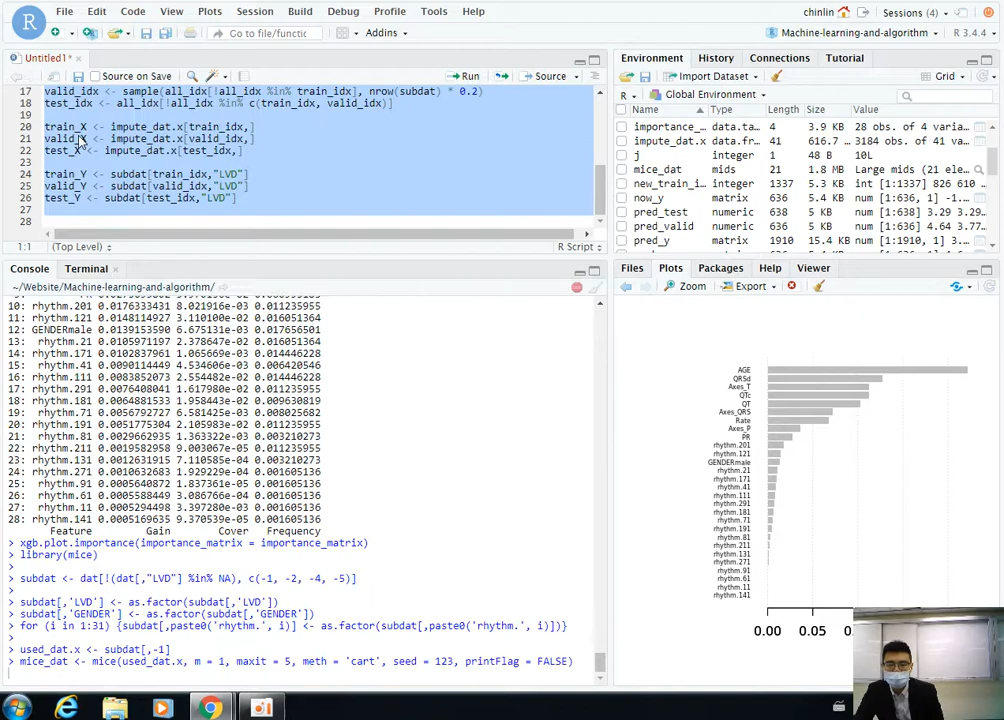 File Edit Code View Plots Session Build Debug Profile Tools Help
chinlin Sessions (4)
Go to file/functio Addins
Machine-learning-and-algorithm R 3.4.4
Untitled1*
Source on Save Run Source
17 valid_idx <- sample(all_idx[!all_idx %in% train_idx], nrow(subdat) * 0.2)
18 test_idx <- all_idx[!all_idx %in% c(train_idx, valid_idx)]
19
20 train_X <- impute_dat.x[train_idx,]
21 valid_X <- impute_dat.x[valid_idx,]
22 test_X <- impute_dat.x[test_idx,]
23
24 train_Y <- subdat[train_idx,"LVD"]
25 valid_Y <- subdat[valid_idx,"LVD"]
26 test_Y <- subdat[test_idx,"LVD"]
27
28
1:1 (Top Level) R Script
Console Terminal
~/Website/Machine-learning-and-algorithm/
10: rhythm.201 0.0176333431 8.021916e-03 0.011235955
11: rhythm.121 0.0148114927 3.110100e-02 0.016051364
12: GENDERmale 0.0139153590 6.675131e-03 0.017656501
13: rhythm.21 0.0105971197 2.378647e-02 0.016051364
14: rhythm.171 0.0102837961 1.065669e-03 0.014446228
15: rhythm.41 0.0090114449 4.534606e-03 0.006420546
16: rhythm.111 0.0083852073 2.554482e-02 0.014446228
17: rhythm.291 0.0076408041 1.617980e-02 0.011235955
18: rhythm.181 0.0064881533 1.958443e-02 0.009630819
19: rhythm.71 0.0056792727 6.581425e-03 0.008025682
20: rhythm.191 0.0051775304 2.105983e-02 0.011235955
21: rhythm.81 0.0029662935 1.363322e-03 0.003210273
22: rhythm.211 0.0019582958 9.003067e-05 0.011235955
23: rhythm.131 0.0012631915 7.110585e-04 0.003210273
24: rhythm.271 0.0010632683 1.929229e-04 0.001605136
25: rhythm.91 0.0005640872 1.837361e-05 0.001605136
26: rhythm.61 0.0005588449 3.086766e-04 0.001605136
27: rhythm.11 0.0005294498 3.397280e-03 0.001605136
28: rhythm.141 0.0005169635 9.370539e-05 0.001605136
Feature Gain Cover Frequency
> xgb.plot.importance(importance_matrix = importance_matrix)
> library(mice)
>
> subdat <- dat[!(dat[,"LVD"] %in% NA), c(-1, -2, -4, -5)]
>
> subdat[,'LVD'] <- as.factor(subdat[,'LVD'])
> subdat[,'GENDER'] <- as.factor(subdat[,'GENDER'])
> for (i in 1:31) {subdat[,paste0('rhythm.', i)] <- as.factor(subdat[,paste0('rhythm.', i)])}
>
> used_dat.x <- subdat[,-1]
> mice_dat <- mice(used_dat.x, m = 1, maxit = 5, meth = 'cart', seed = 123, printFlag = FALSE)
Environment History Connections Tutorial
Import Dataset Grid
R Global Environment
Name Type Length Size Value
importance_ data.ta… 4 3.9 KB 28 obs. of 4 varia…
impute_dat.x data.fr… 41 616.7… 3184 obs. of 41 va…
j integer 1 48 B 10L
mice_dat mids 21 1.8 MB Large mids (21 ele…
new_train_i integer 1337 5.3 KB int [1:1337] 826 610
now_y matrix 636 5.2 KB num [1:636, 1] -1.…
pred_test numeric 638 5 KB num [1:638] 3.29 3.29…
pred_valid numeric 636 5 KB num [1:636] 4.64 3.77…
pred_y matrix 1910 15.4 KB num [1:1910, 1] 3.…
Files Plots Packages Help Viewer
Zoom Export
AGE
QRSd
Axes_T
QTc
QT
Axes_QRS
Rate
Axes_P
PR
rhythm.201
rhythm.121
GENDERmale
rhythm.21
rhythm.171
rhythm.41
rhythm.111
rhythm.291
rhythm.181
rhythm.71
rhythm.191
rhythm.81
rhythm.211
rhythm.131
rhythm.271
rhythm.91
rhythm.61
rhythm.11
rhythm.141
0.00 0.05